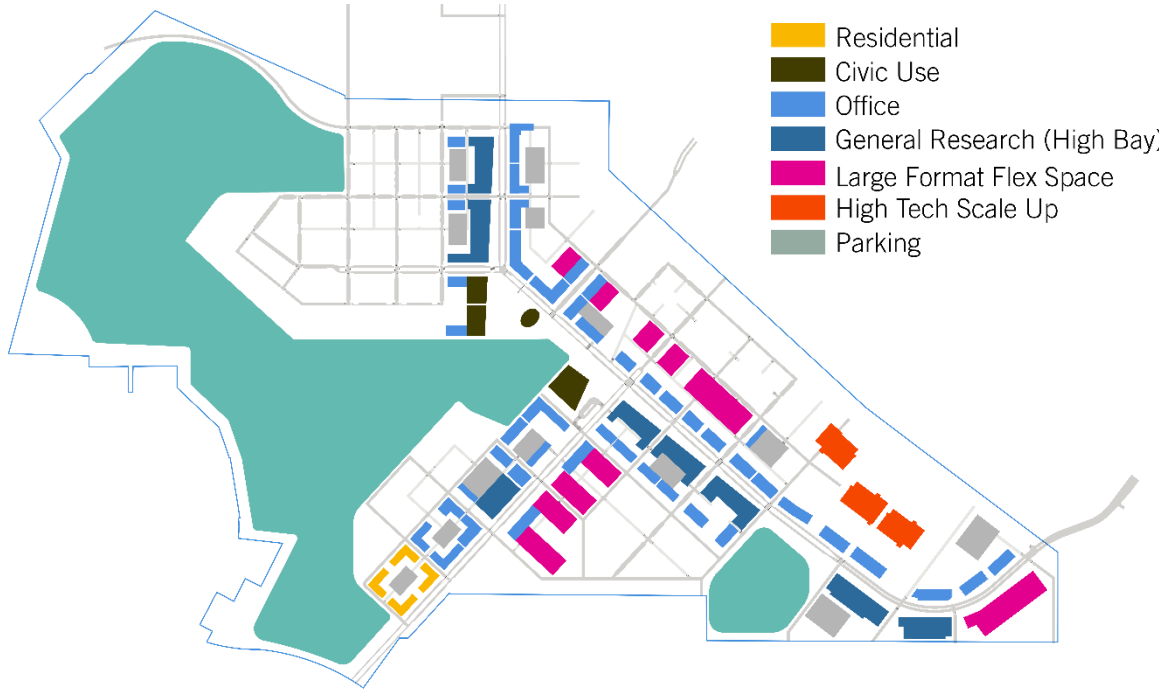 Residential
Civic Use
Office
General Research (High Bay)
Large Format Flex Space
High Tech Scale Up
Parking